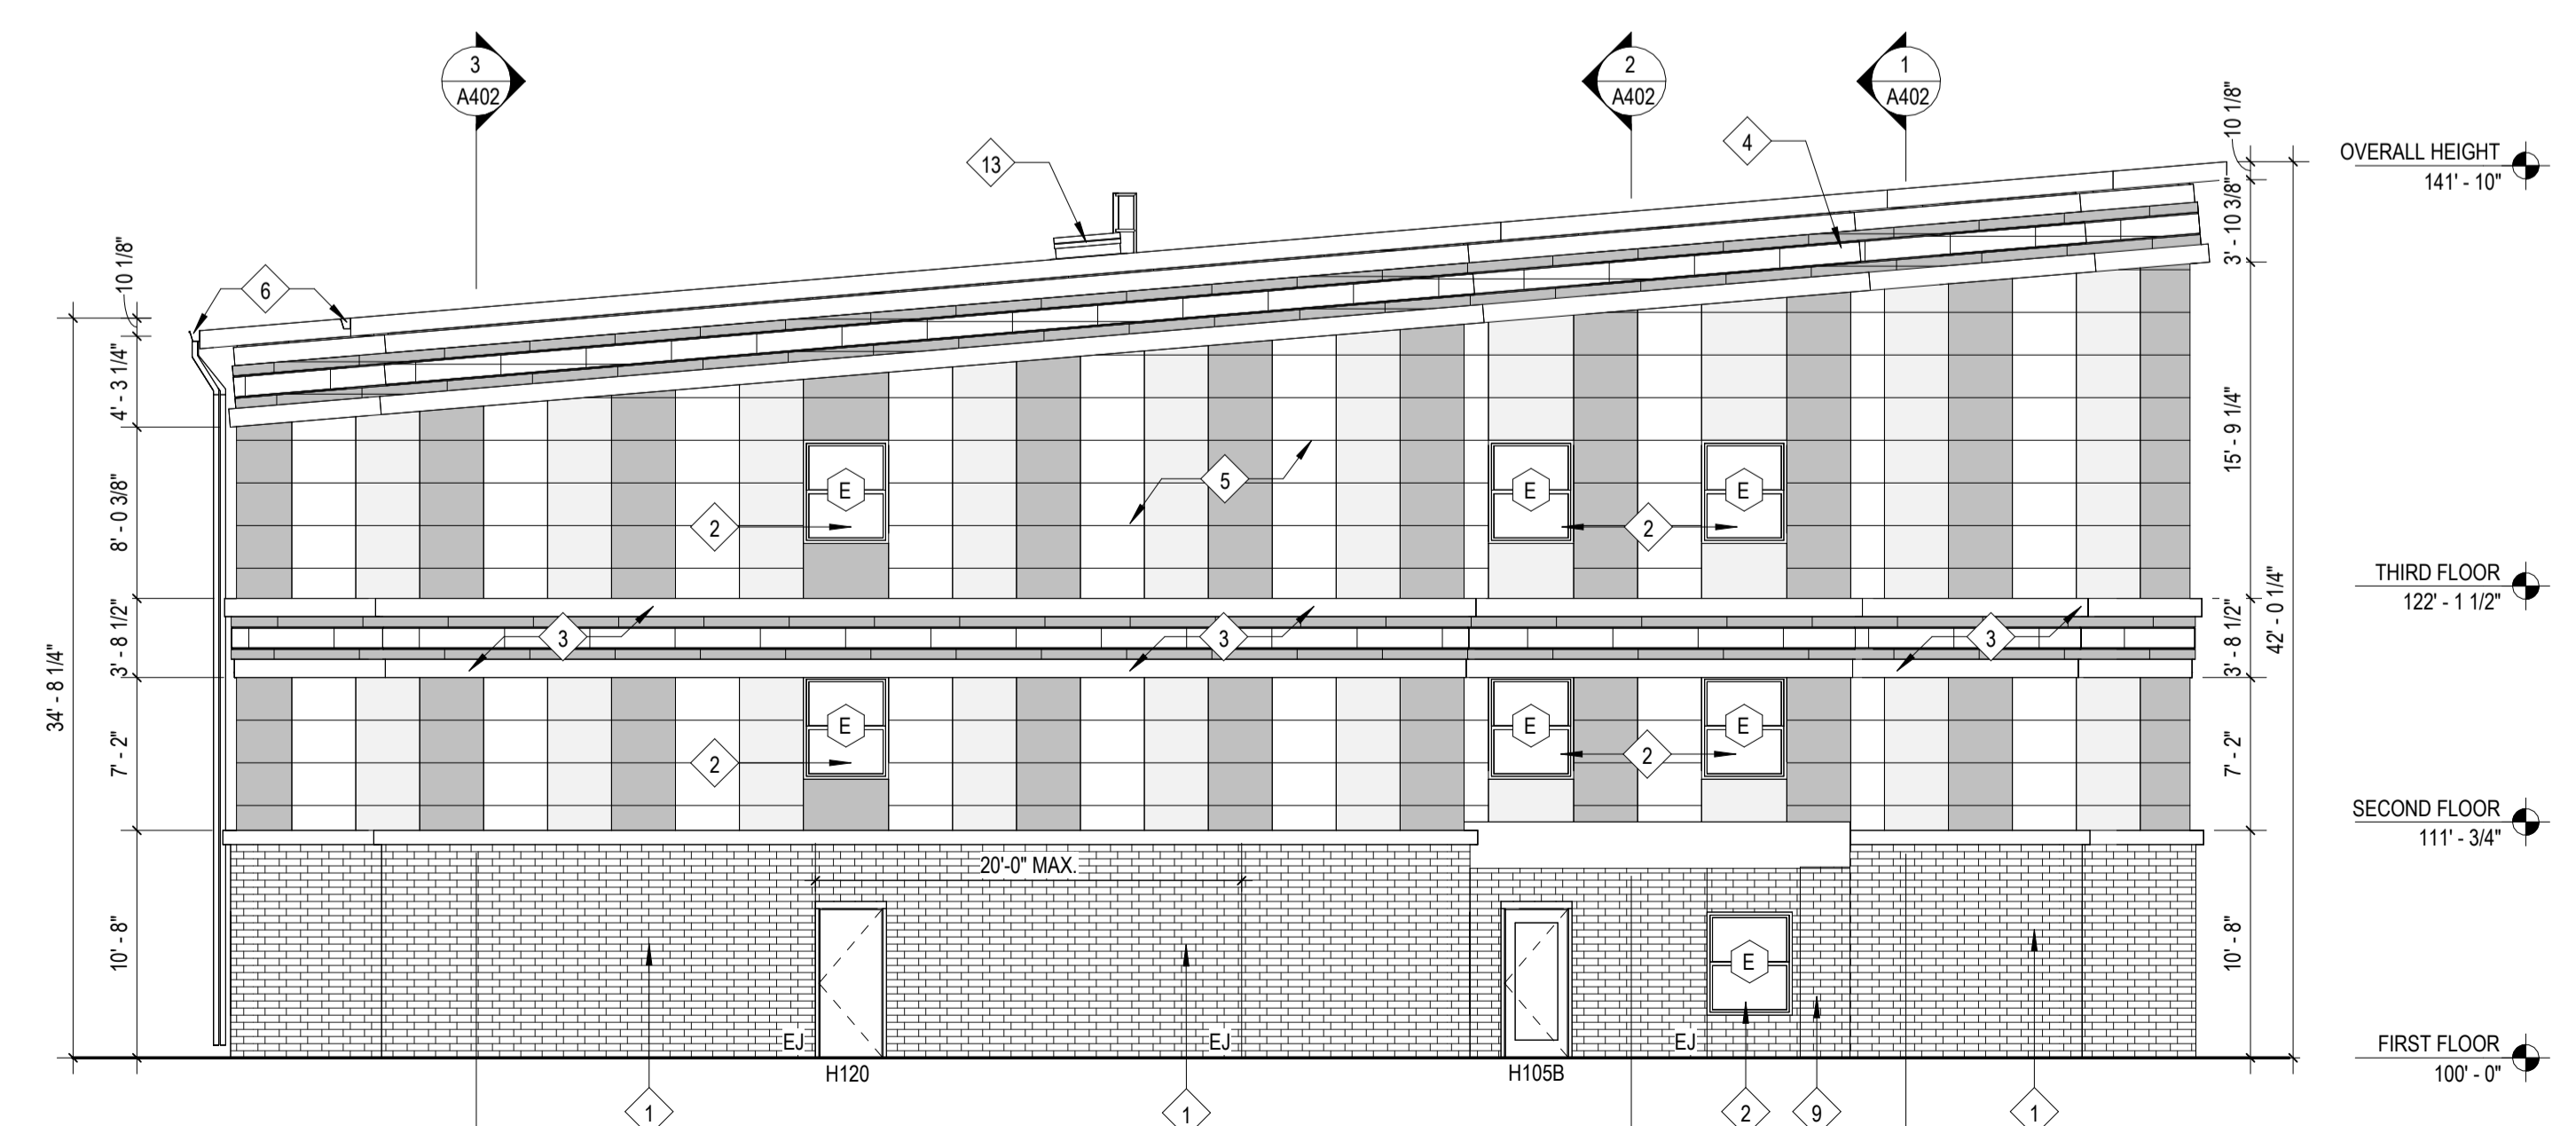 3
A402
2
A402
1
A402
13
4
6
10 1/8"
OVERALL HEIGHT
141' - 10"
10 1/8"
3' - 10 3/8"
4' - 3 1/4"
E
E
E
5
2
2
15' - 9 1/4"
8' - 0 3/8"
THIRD FLOOR
122' - 1 1/2"
3
3
3
3' - 8 1/2"
3' - 8 1/2"
42' - 0 1/4"
34' - 8 1/4"
E
E
E
2
2
7' - 2"
7' - 2"
SECOND FLOOR
111' - 3/4"
20'-0" MAX.
10' - 8"
10' - 8"
E
EJ
EJ
EJ
FIRST FLOOR
100' - 0"
H120
H105B
1
1
2
9
1